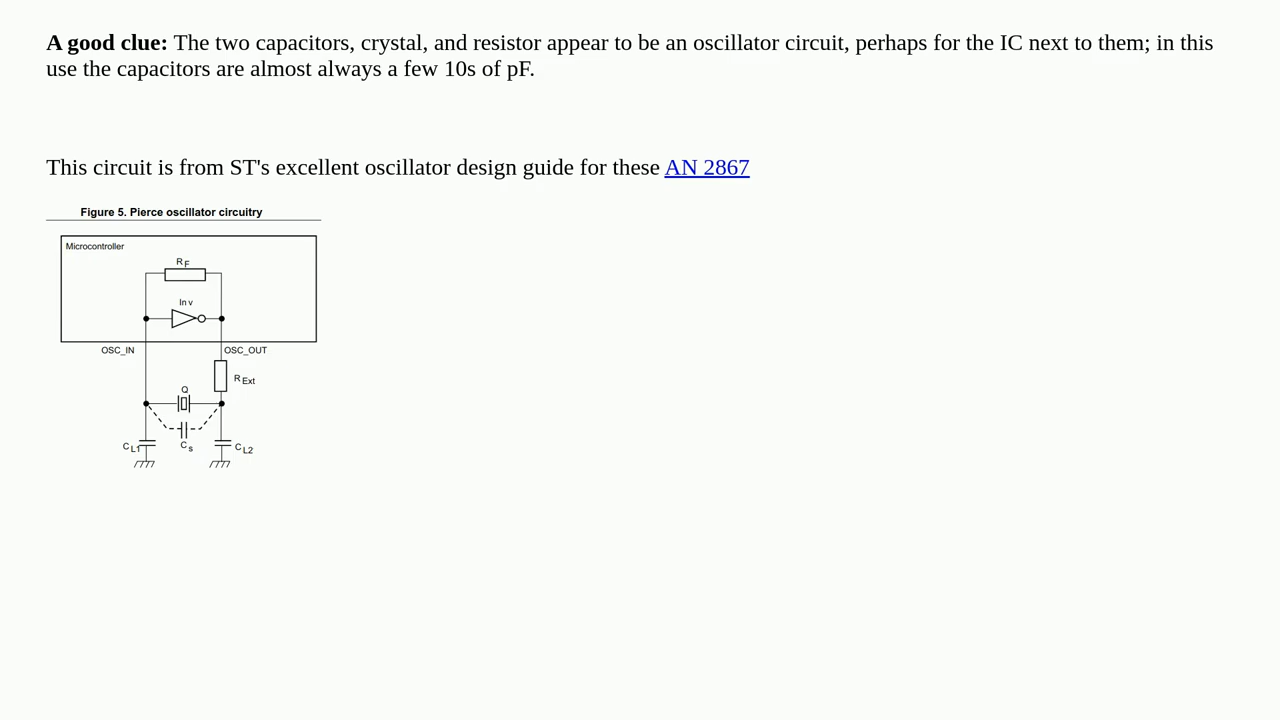 A good clue: The two capacitors, crystal, and resistor appear to be an oscillator circuit, perhaps for the IC next to them; in this
use the capacitors are almost always a few 10s of pF.
This circuit is from ST's excellent oscillator design guide for these AN 2867
Figure 5. Pierce oscillator circuitry
Microcontroller
RF
Inv
OSC_IN OSC_OUT
RExt
Q
CL1 Cs CL2